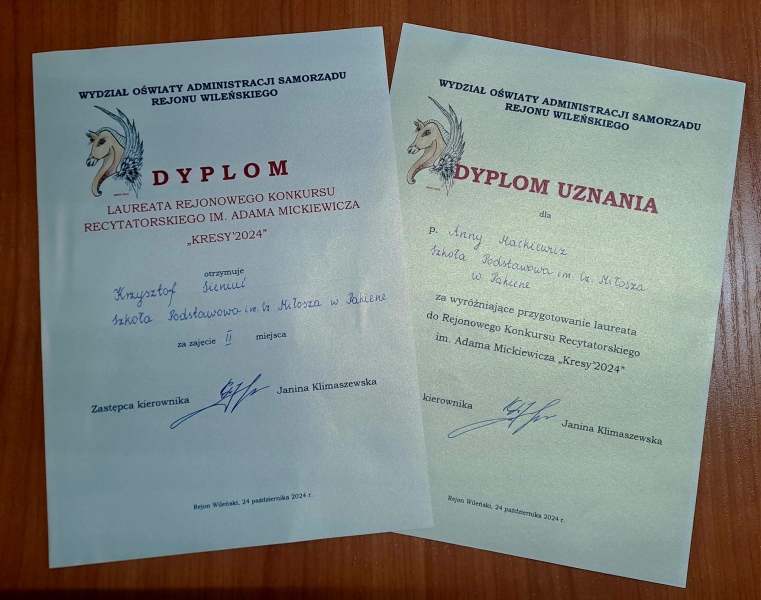 WYDZIAŁ OŚWIATY ADMINISTRACJI SAMORZĄDU
REJONU WILEŃSKIEGO
DYPLOM
LAUREATA REJONOWEGO KONKURSU
RECYTATORSKIEGO IM. ADAMA MICKIEWICZA
„KRESY'2024"
otrzymuje
Krzysztof
Szkoła Podstawowa im. Cz. Miłosza w Pakiene
za zajęcie II miejsca
Zastępca kierownika Janina Klimaszewska
Rejon Wileński, 24 października 2024 r.
WYDZIAŁ OŚWIATY ADMINISTRACJI SAMORZĄDU
REJONU WILEŃSKIEGO
DYPLOM UZNANIA
dla
p. Anny Mackiewicz
Szkoła Podstawowa im. Cz. Miłosza
w Pakiene
za wyróżniające przygotowanie laureata
do Rejonowego Konkursu Recytatorskiego
im. Adama Mickiewicza „Kresy'2024"
kierownika Janina Klimaszewska
Rejon Wileński, 24 października 2024 r.